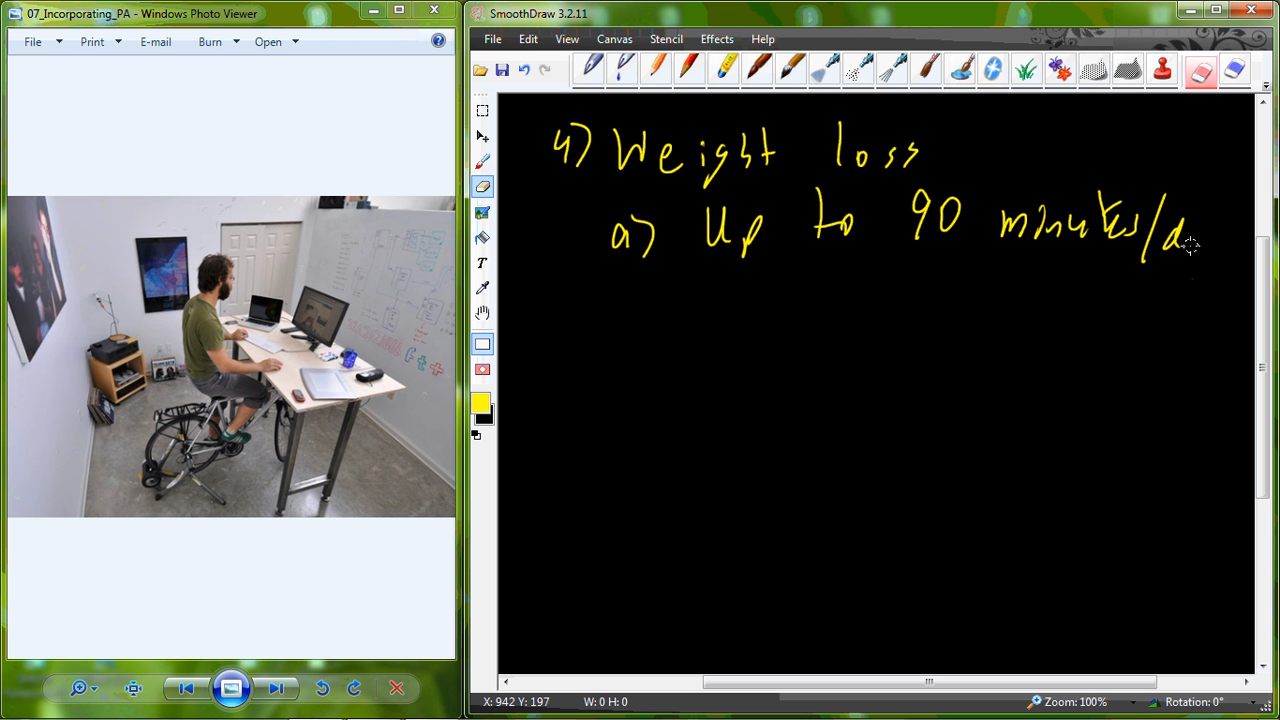 07_Incorporating_PA - Windows Photo Viewer
File Print E-mail Burn Open
SmoothDraw 3.2.11
File Edit View Canvas Stencil Effects Help
4) Weight loss
a) Up to 90 minutes/d
X: 942 Y: 197 W: 0 H: 0 Zoom: 100% Rotation: 0°